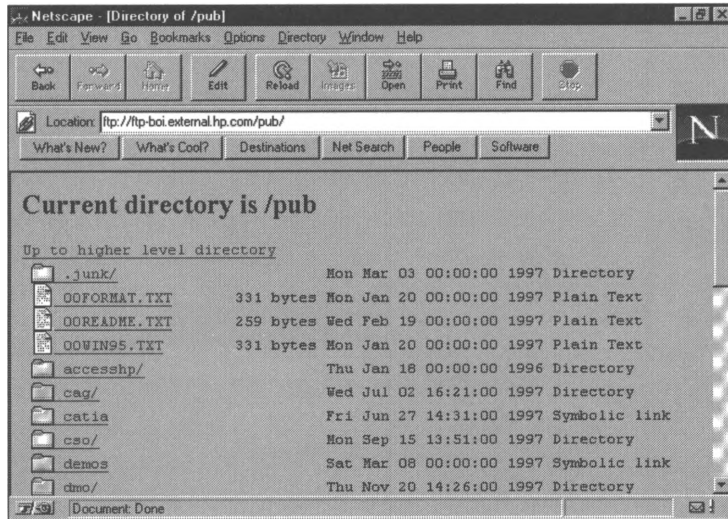 Netscape - [Directory of /pub]
File Edit View Go Bookmarks Options Directory Window Help
Back Forward Home Edit Reload Images Open Print Find Stop
Location: ftp://ftp-boi.external.hp.com/pub/
N
What's New? What's Cool? Destinations Net Search People Software
Current directory is /pub
Up to higher level directory
.junk/ Mon Mar 03 00:00:00 1997 Directory
00FORMAT.TXT 331 bytes Mon Jan 20 00:00:00 1997 Plain Text
00README.TXT 259 bytes Wed Feb 19 00:00:00 1997 Plain Text
00WIN95.TXT 331 bytes Mon Jan 20 00:00:00 1997 Plain Text
accesshp/ Thu Jan 18 00:00:00 1996 Directory
cag/ Wed Jul 02 16:21:00 1997 Directory
catia Fri Jun 27 14:31:00 1997 Symbolic link
cso/ Mon Sep 15 13:51:00 1997 Directory
demos Sat Mar 08 00:00:00 1997 Symbolic link
dmo/ Thu Nov 20 14:26:00 1997 Directory
Document: Done